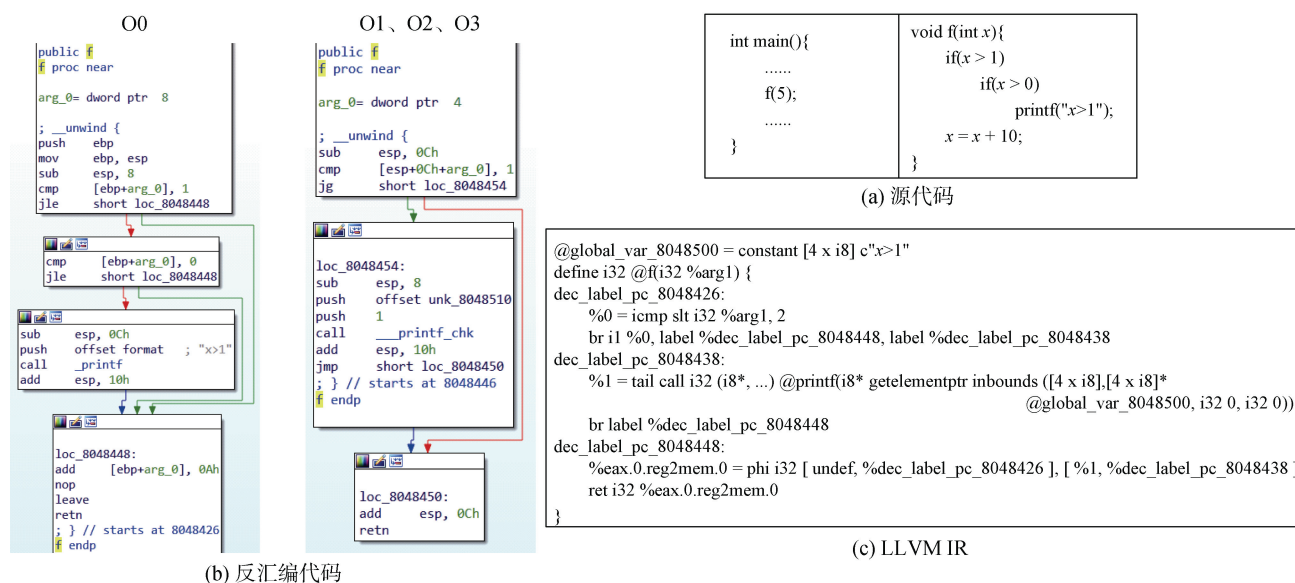 O0
public f
f proc near
arg_0= dword ptr 8
; __unwind {
push ebp
mov ebp, esp
sub esp, 8
cmp [ebp+arg_0], 1
jle short loc_8048448
cmp [ebp+arg_0], 0
jle short loc_8048448
sub esp, 0Ch
push offset format ; "x>1"
call _printf
add esp, 10h
loc_8048448:
add [ebp+arg_0], 0Ah
nop
leave
retn
; } // starts at 8048426
f endp
O1、O2、O3
public f
f proc near
arg_0= dword ptr 4
; __unwind {
sub esp, 0Ch
cmp [esp+0Ch+arg_0], 1
jg short loc_8048454
loc_8048454:
sub esp, 8
push offset unk_8048510
push 1
call ___printf_chk
add esp, 10h
jmp short loc_8048450
; } // starts at 8048446
f endp
loc_8048450:
add esp, 0Ch
retn
(b) 反汇编代码
int main(){
......
f(5);
......
}
void f(int x){
if(x > 1)
if(x > 0)
printf("x>1");
x = x + 10;
}
(a) 源代码
@global_var_8048500 = constant [4 x i8] c"x>1"
define i32 @f(i32 %arg1) {
dec_label_pc_8048426:
%0 = icmp slt i32 %arg1, 2
br i1 %0, label %dec_label_pc_8048448, label %dec_label_pc_8048438
dec_label_pc_8048438:
%1 = tail call i32 (i8*, ...) @printf(i8* getelementptr inbounds ([4 x i8],[4 x i8]*
@global_var_8048500, i32 0, i32 0))
br label %dec_label_pc_8048448
dec_label_pc_8048448:
%eax.0.reg2mem.0 = phi i32 [ undef, %dec_label_pc_8048426 ], [ %1, %dec_label_pc_8048438 ]
ret i32 %eax.0.reg2mem.0
}
(c) LLVM IR